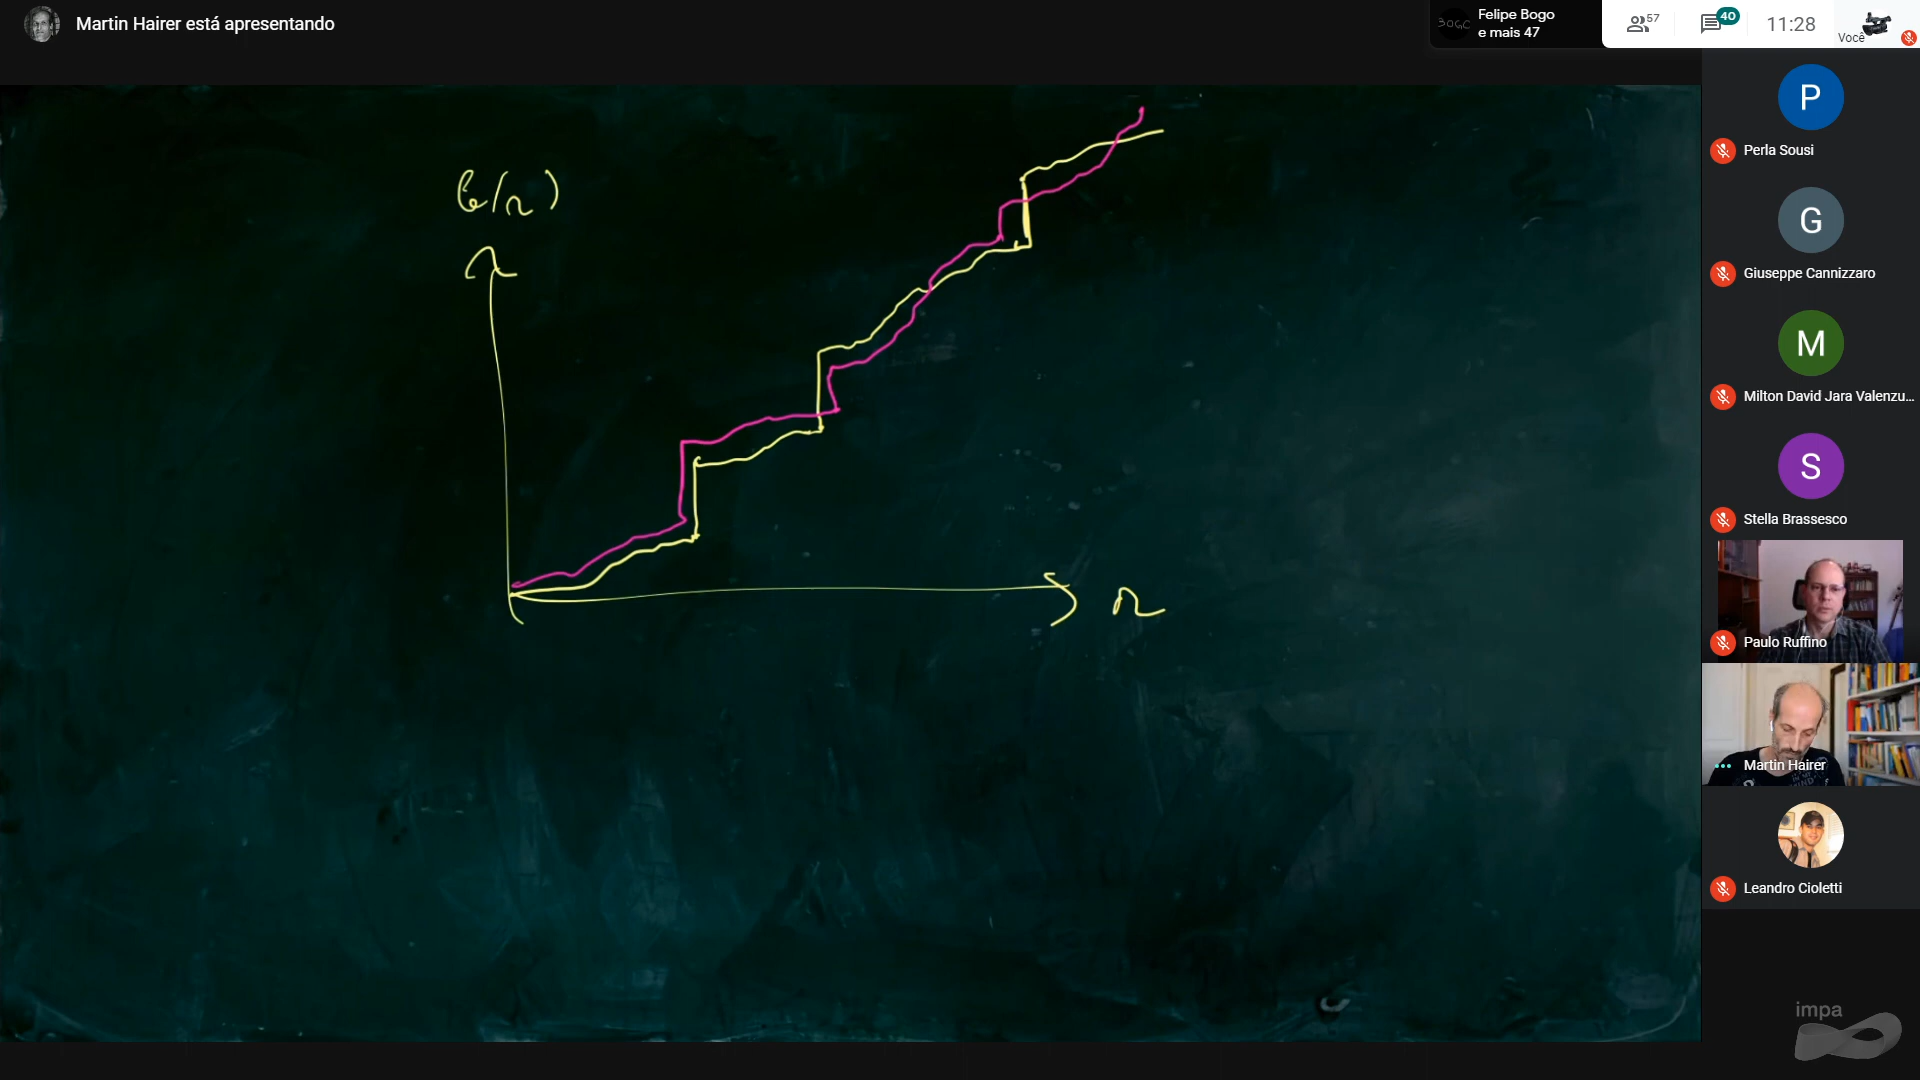 Martin Hairer está apresentando
Felipe Bogo
e mais 47
57
40
11:28
Você
P
Perla Sousi
G
Giuseppe Cannizzaro
M
Milton David Jara Valenzu...
S
Stella Brassesco
Paulo Ruffino
Martin Hairer
Leandro Cioletti
impa